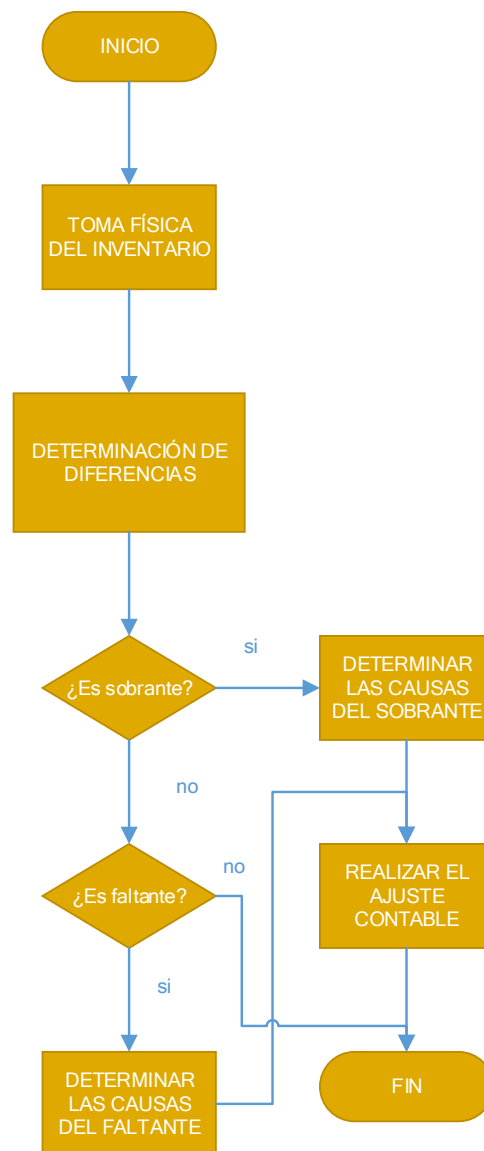 INICIO
TOMA FÍSICA
DEL INVENTARIO
DETERMINACIÓN DE
DIFERENCIAS
¿Es sobrante?
si
DETERMINAR
LAS CAUSAS
DEL SOBRANTE
no
¿Es faltante?
no
REALIZAR EL
AJUSTE
CONTABLE
si
DETERMINAR
LAS CAUSAS
DEL FALTANTE
FIN